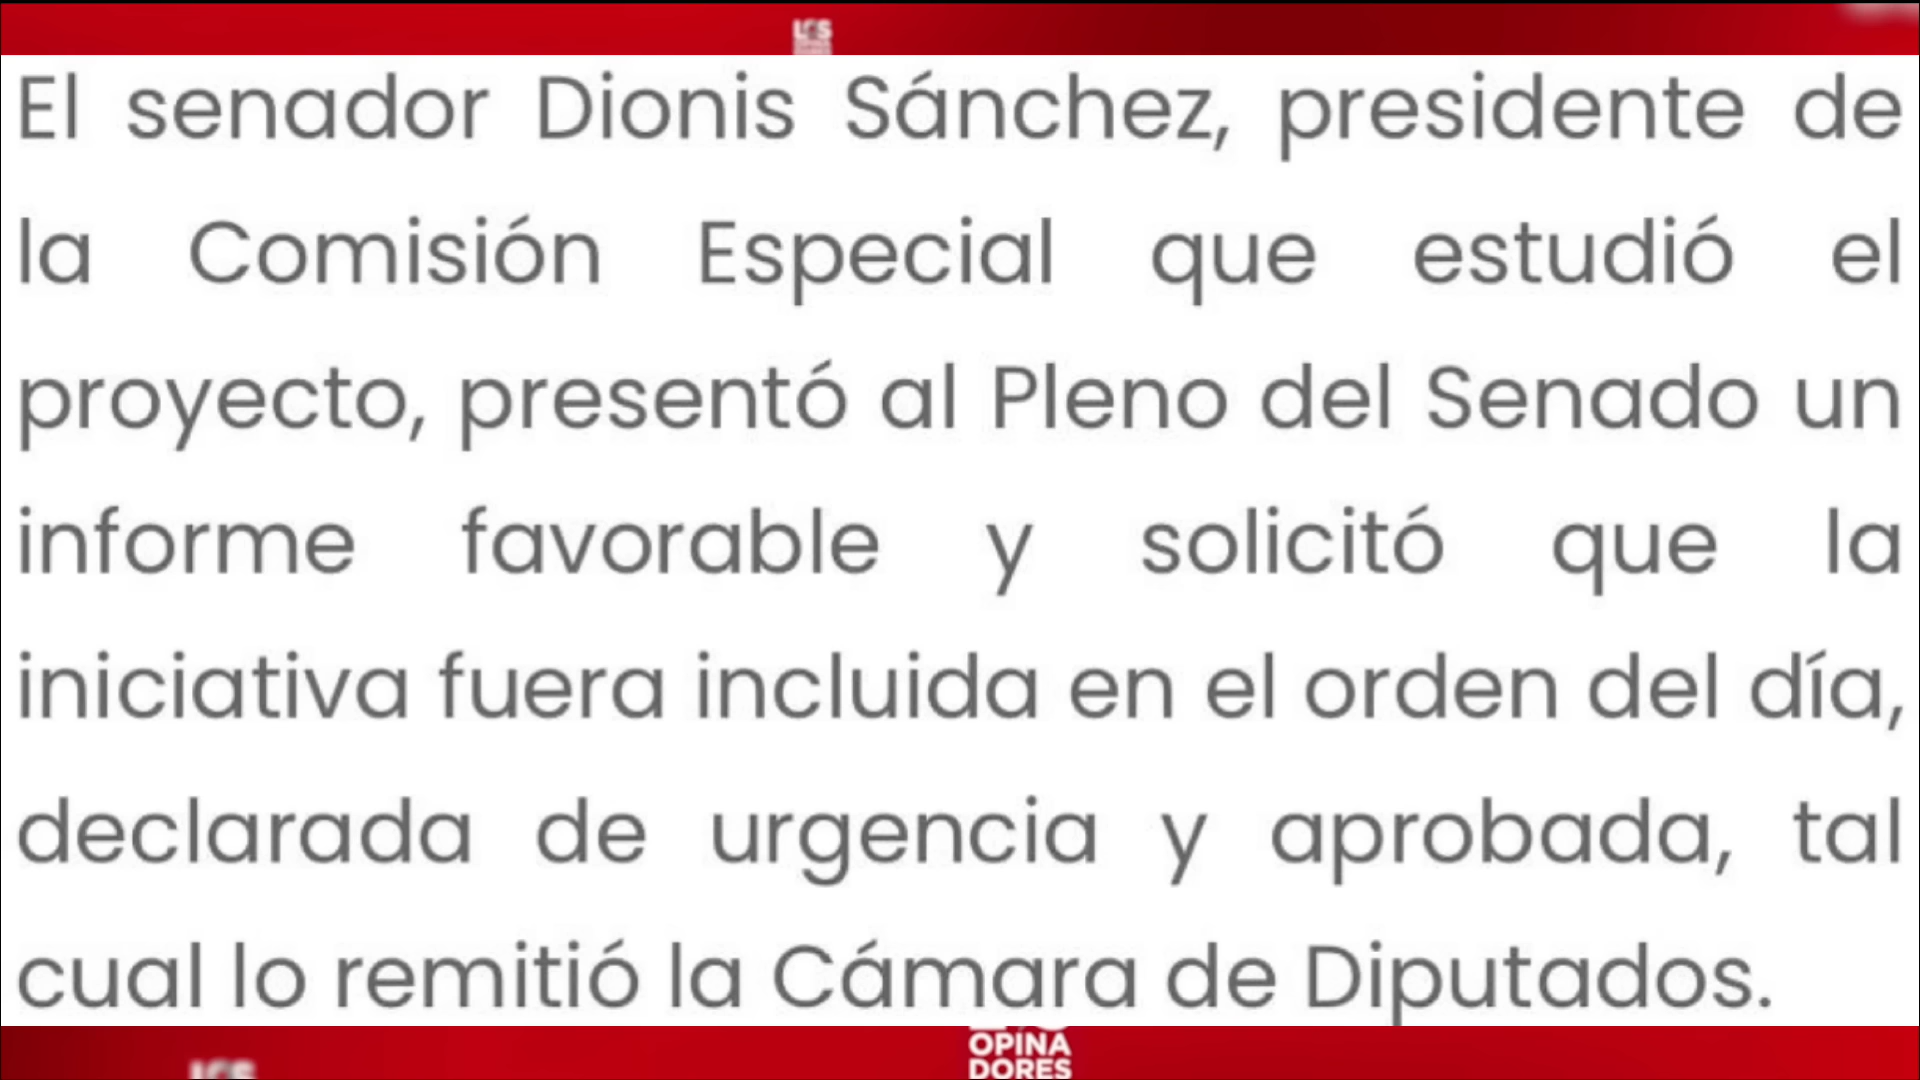 LOS
El senador Dionis Sánchez, presidente de
la Comisión Especial que estudió el
proyecto, presentó al Pleno del Senado un
informe favorable y solicitó que la
iniciativa fuera incluida en el orden del día,
declarada de urgencia y aprobada, tal
cual lo remitió la Cámara de Diputados.
OPINA
DORES